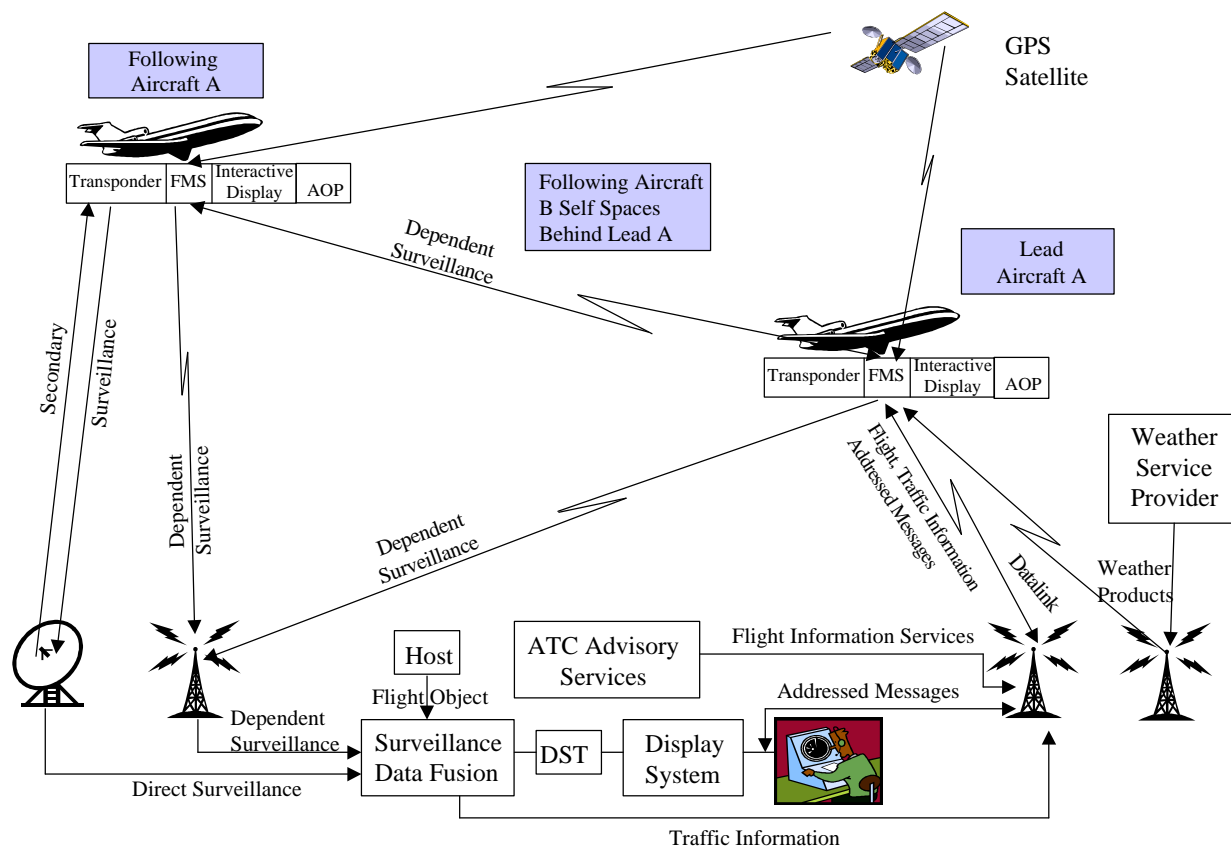 Following
Aircraft A
GPS
Satellite
Transponder
FMS
Interactive
Display
AOP
Following Aircraft
B Self Spaces
Behind Lead A
Dependent
Surveillance
Lead
Aircraft A
Transponder
FMS
Interactive
Display
AOP
Secondary
Surveillance
Dependent
Surveillance
Dependent
Surveillance
Flight, Traffic Information
Addressed Messages
Datalink
Weather
Service
Provider
Weather
Products
Host
Flight Object
ATC Advisory
Services
Flight Information Services
Addressed Messages
Dependent
Surveillance
Direct Surveillance
Surveillance
Data Fusion
DST
Display
System
Traffic Information